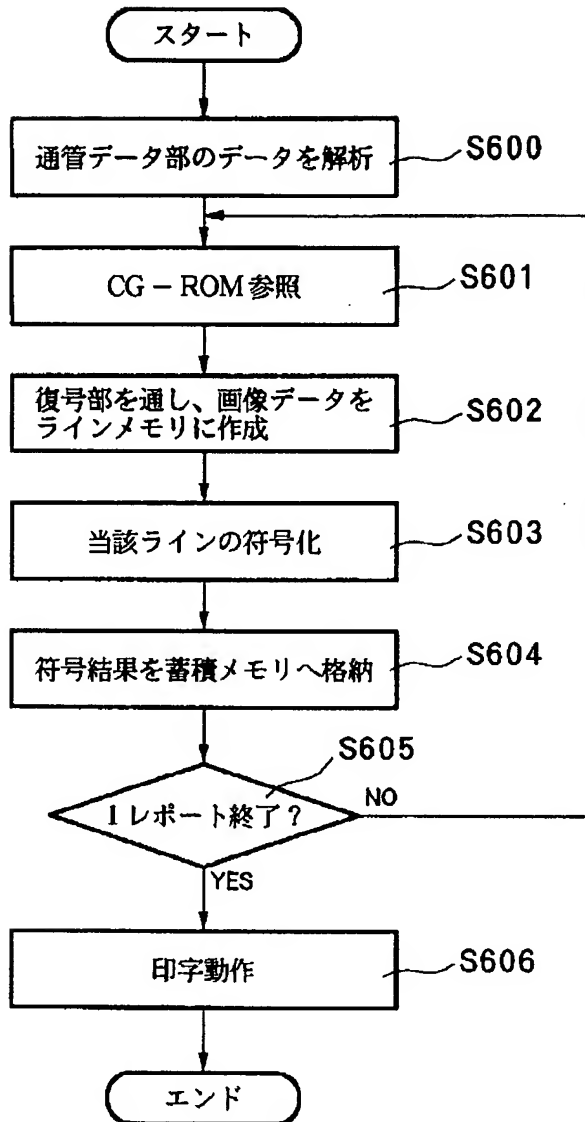 スタート
通管データ部のデータを解析
S600
CG－ROM参照
S601
復号部を通し、画像データを
ラインメモリに作成
S602
当該ラインの符号化
S603
符号結果を蓄積メモリへ格納
S604
S605
1レポート終了？
NO
YES
印字動作
S606
エンド